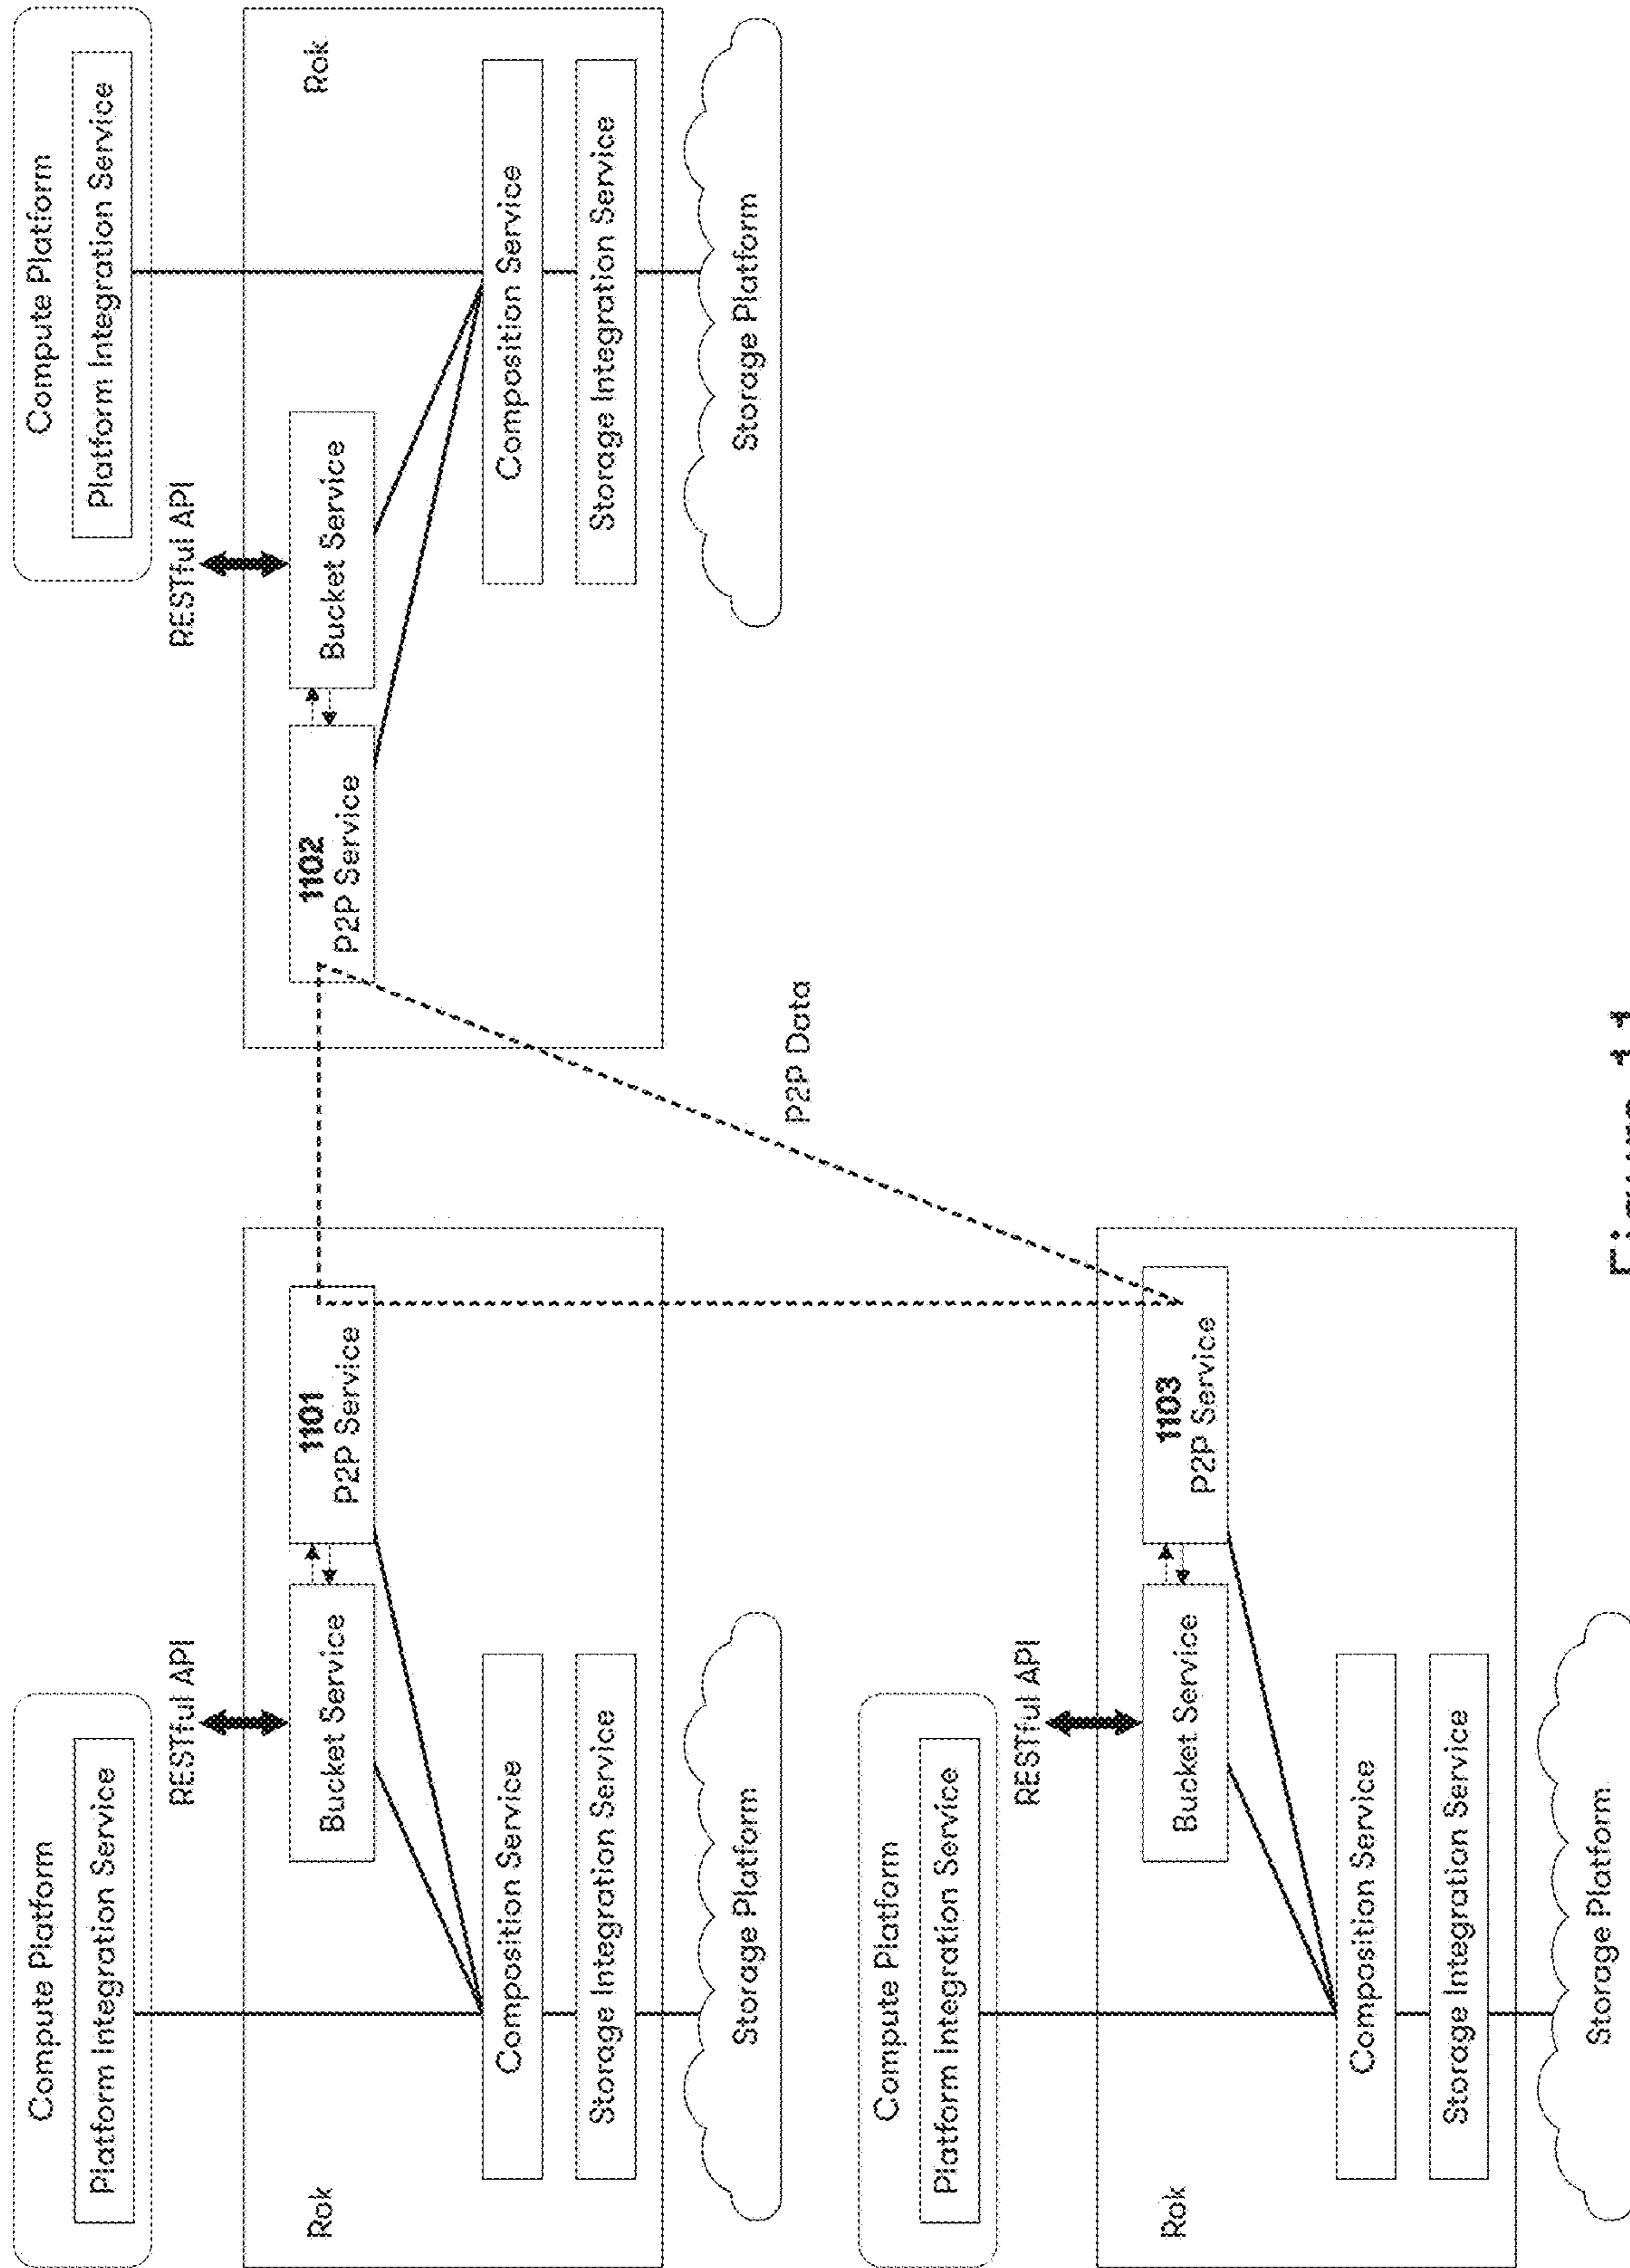 Compute Platform
Platform Integration Service
RESTful API
Rok
Bucket Service
1101
P2P Service
Composition Service
Storage Integration Service
Storage Platform
Compute Platform
Platform Integration Service
RESTful API
Rok
1102
P2P Service
Bucket Service
Composition Service
Storage Integration Service
Storage Platform
P2P Data
Compute Platform
Platform Integration Service
RESTful API
Rok
Bucket Service
1103
P2P Service
Composition Service
Storage Integration Service
Storage Platform
Figure 11